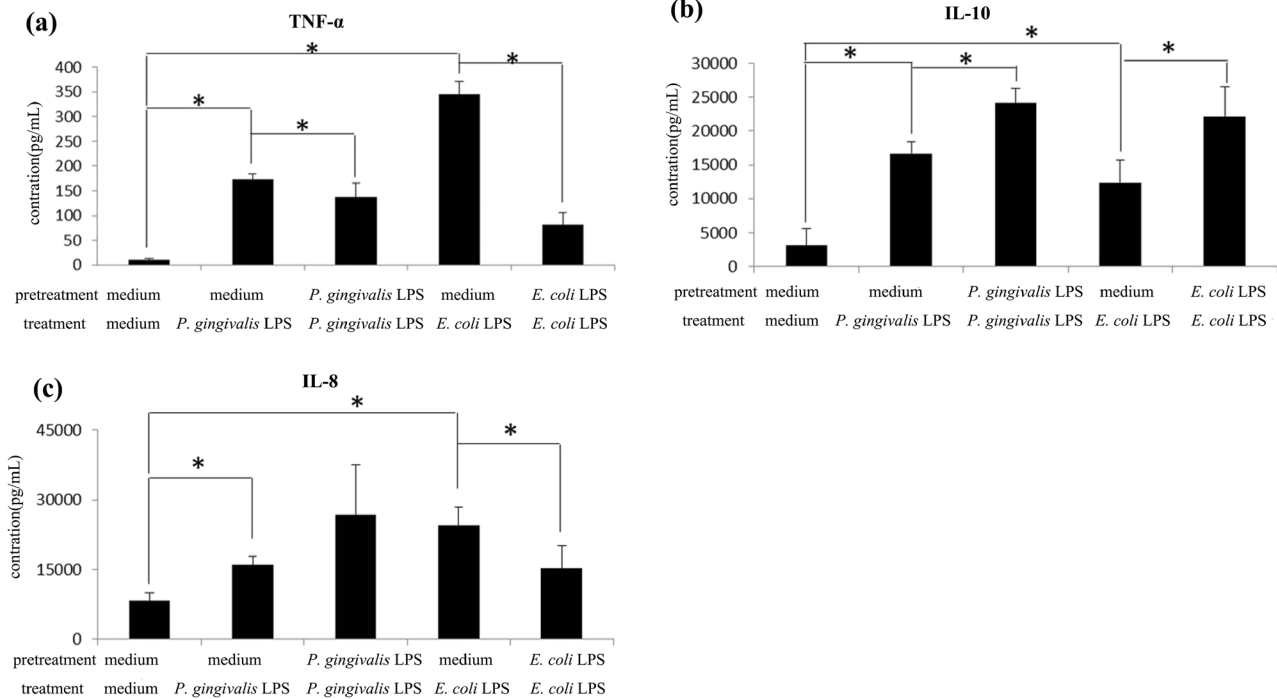 (a)
TNF-α
*
*
*
*
contration(pg/mL)
400
350
300
250
200
150
100
50
0
pretreatment medium medium P. gingivalis LPS medium E. coli LPS
treatment medium P. gingivalis LPS P. gingivalis LPS E. coli LPS E. coli LPS
(b)
IL-10
*
*
*
*
contration(pg/mL)
30000
25000
20000
15000
10000
5000
0
pretreatment medium medium P. gingivalis LPS medium E. coli LPS
treatment medium P. gingivalis LPS P. gingivalis LPS E. coli LPS E. coli LPS
(c)
IL-8
*
*
*
contration(pg/mL)
45000
30000
15000
0
pretreatment medium medium P. gingivalis LPS medium E. coli LPS
treatment medium P. gingivalis LPS P. gingivalis LPS E. coli LPS E. coli LPS